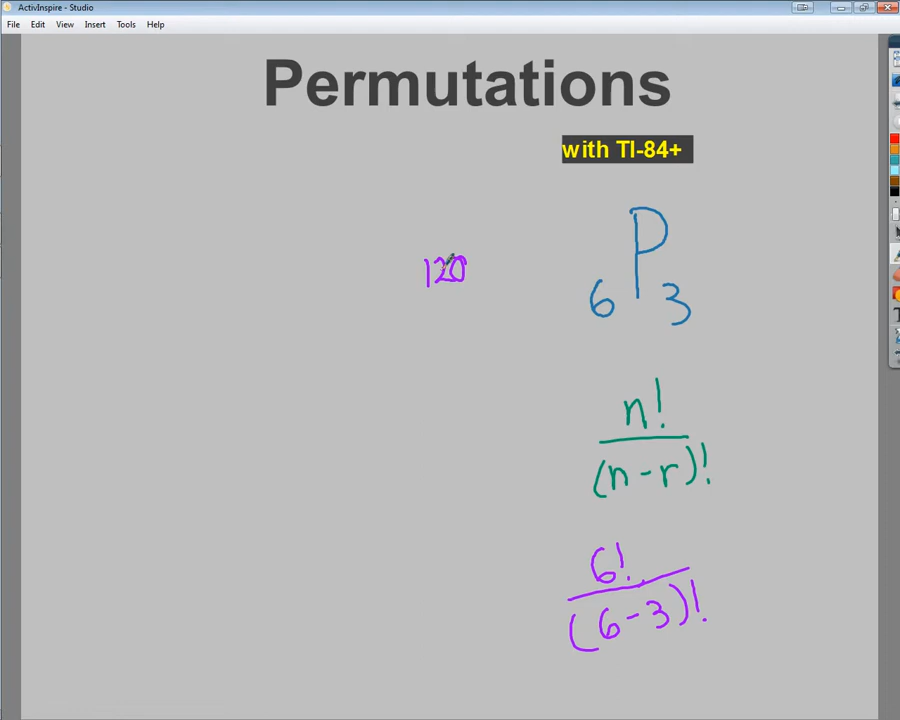 ActivInspire - Studio
File Edit View Insert Tools Help
Permutations
with TI-84+
120
6P3
n!
(n-r)!
6!
(6-3)!